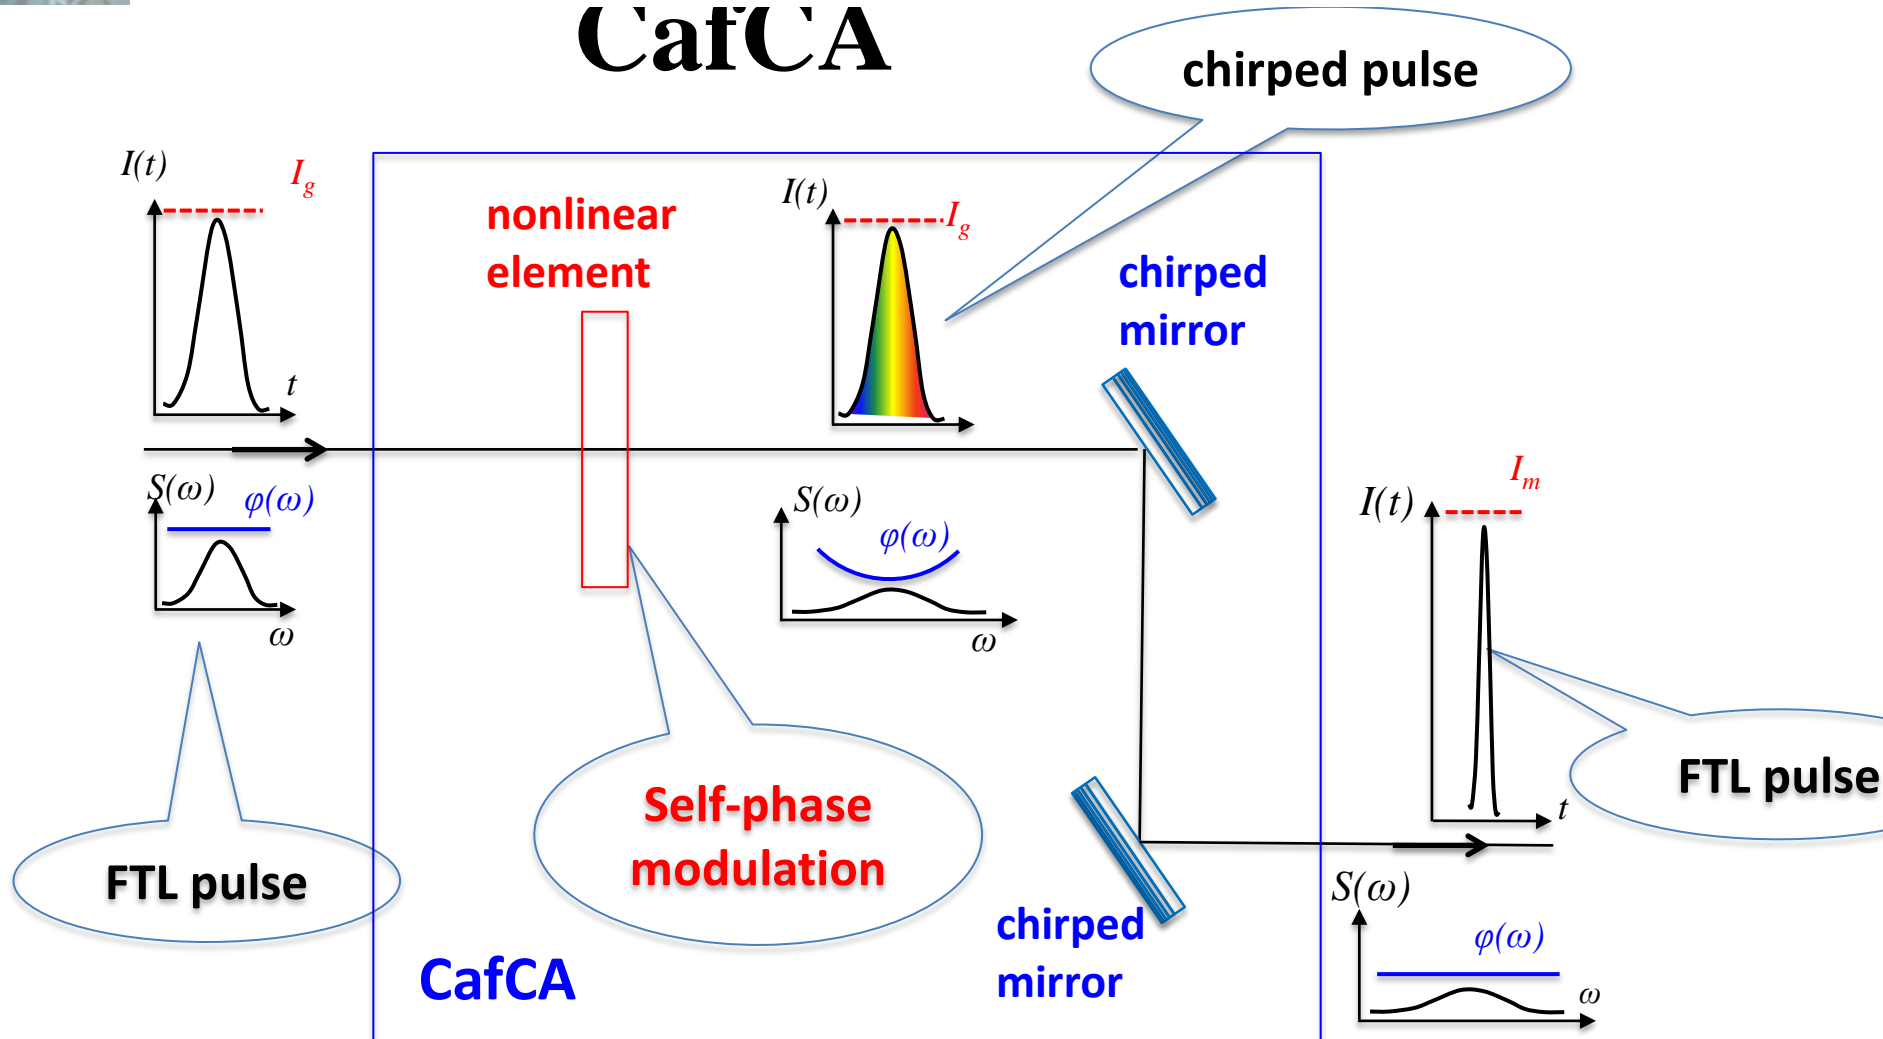 CafCA
chirped pulse
I(t)
I_g
nonlinear
element
I(t)
I_g
chirped
mirror
t
S(ω)
φ(ω)
ω
S(ω)
φ(ω)
ω
I_m
I(t)
t
FTL pulse
Self-phase
modulation
FTL pulse
CafCA
chirped
mirror
S(ω)
φ(ω)
ω